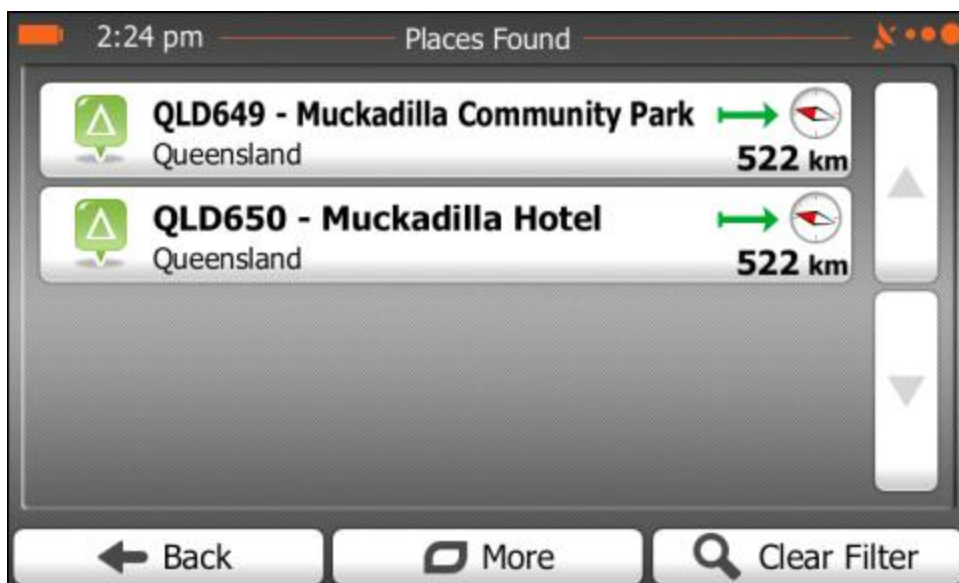 2:24 pm
Places Found
QLD649 - Muckadilla Community Park
Queensland
522 km
QLD650 - Muckadilla Hotel
Queensland
522 km
Back
More
Clear Filter